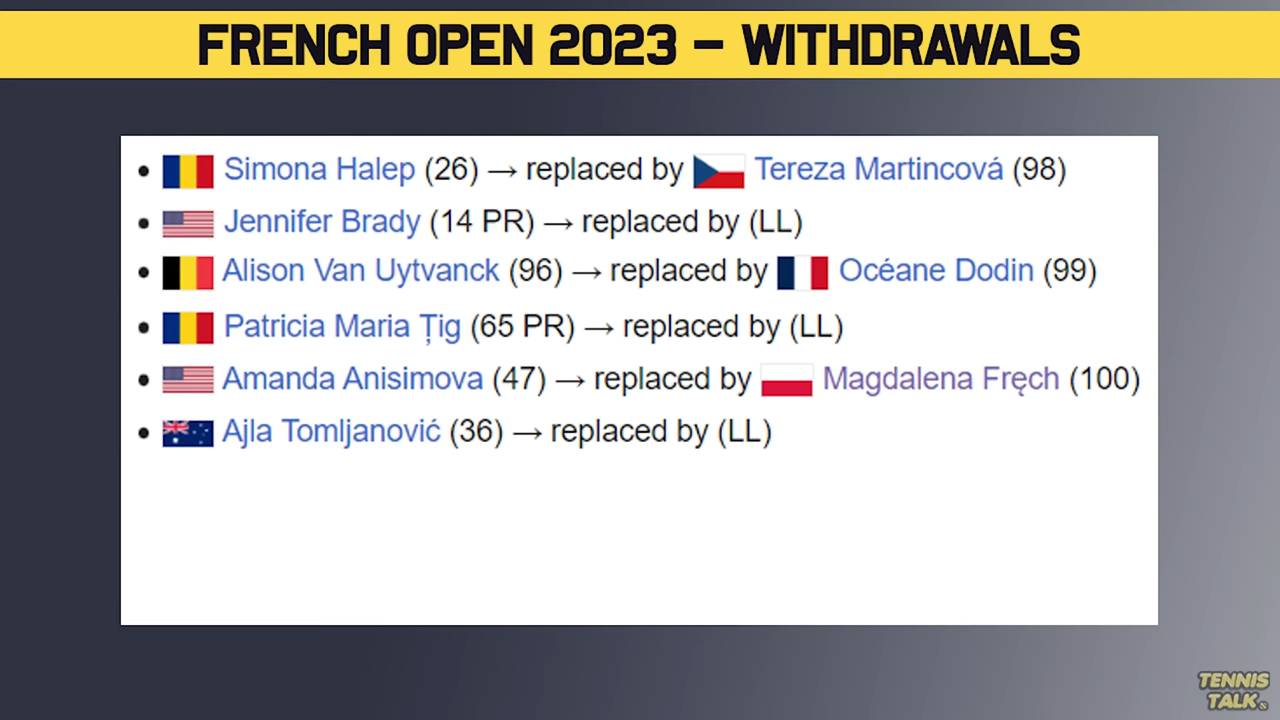 FRENCH OPEN 2023 – WITHDRAWALS
• Simona Halep (26) → replaced by Tereza Martincová (98)
• Jennifer Brady (14 PR) → replaced by (LL)
• Alison Van Uytvanck (96) → replaced by Océane Dodin (99)
• Patricia Maria Țig (65 PR) → replaced by (LL)
• Amanda Anisimova (47) → replaced by Magdalena Fręch (100)
• Ajla Tomljanović (36) → replaced by (LL)
TENNIS
TALK